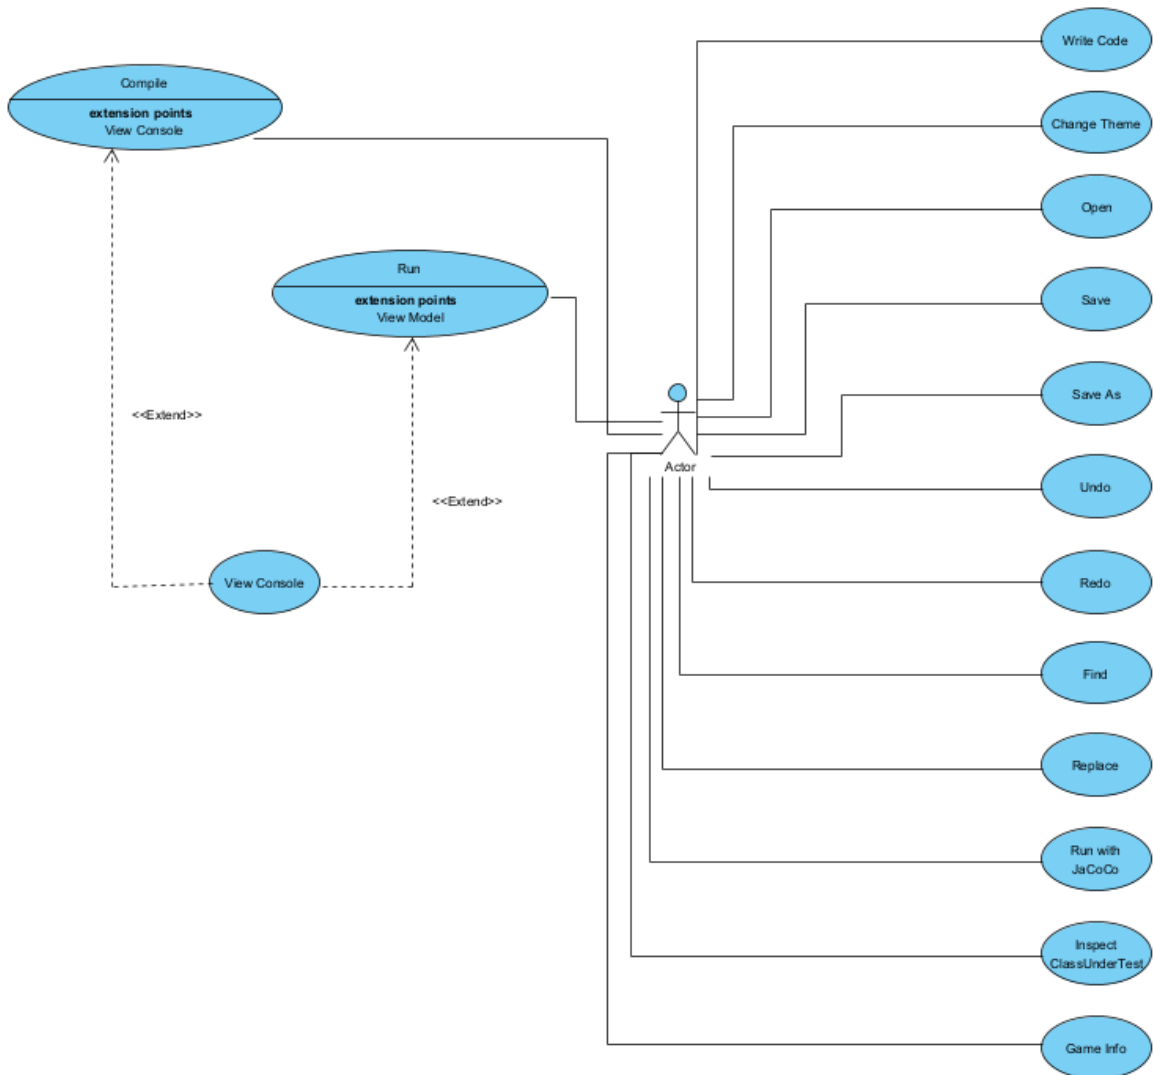 Write Code
Compile
extension points
View Console
Change Theme
Open
Run
extension points
View Model
Save
Save As
<<Extend>>
Actor
Undo
<<Extend>>
View Console
Redo
Find
Replace
Run with
JaCoCo
Inspect
ClassUnderTest
Game Info